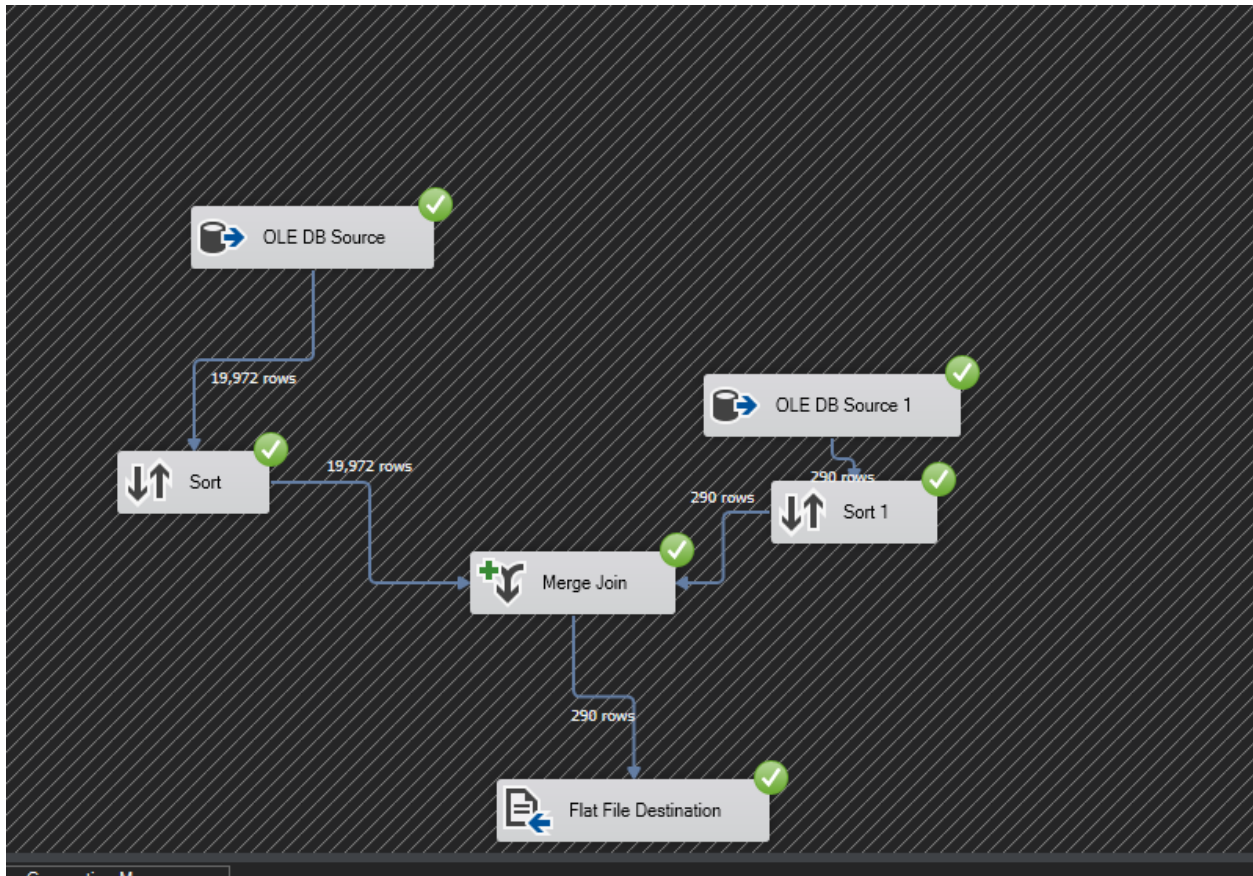 OLE DB Source
19,972 rows
OLE DB Source 1
Sort
19,972 rows
290 rows
290 rows
Sort 1
Merge Join
290 rows
Flat File Destination